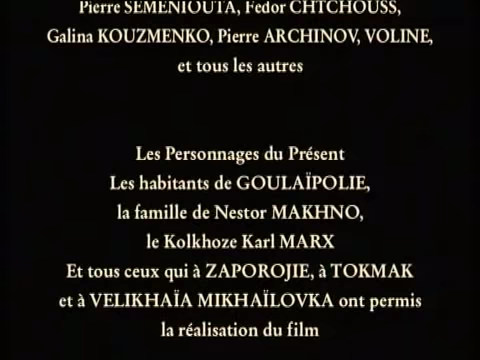 Pierre SEMENIOUTA, Fedor CHTCHOUSS,
Galina KOUZMENKO, Pierre ARCHINOV, VOLINE,
et tous les autres
Les Personnages du Présent
Les habitants de GOULAÏPOLIE,
la famille de Nestor MAKHNO,
le Kolkhoze Karl MARX
Et tous ceux qui à ZAPOROJIE, à TOKMAK
et à VELIKHAÏA MIKHAÏLOVKA ont permis
la réalisation du film